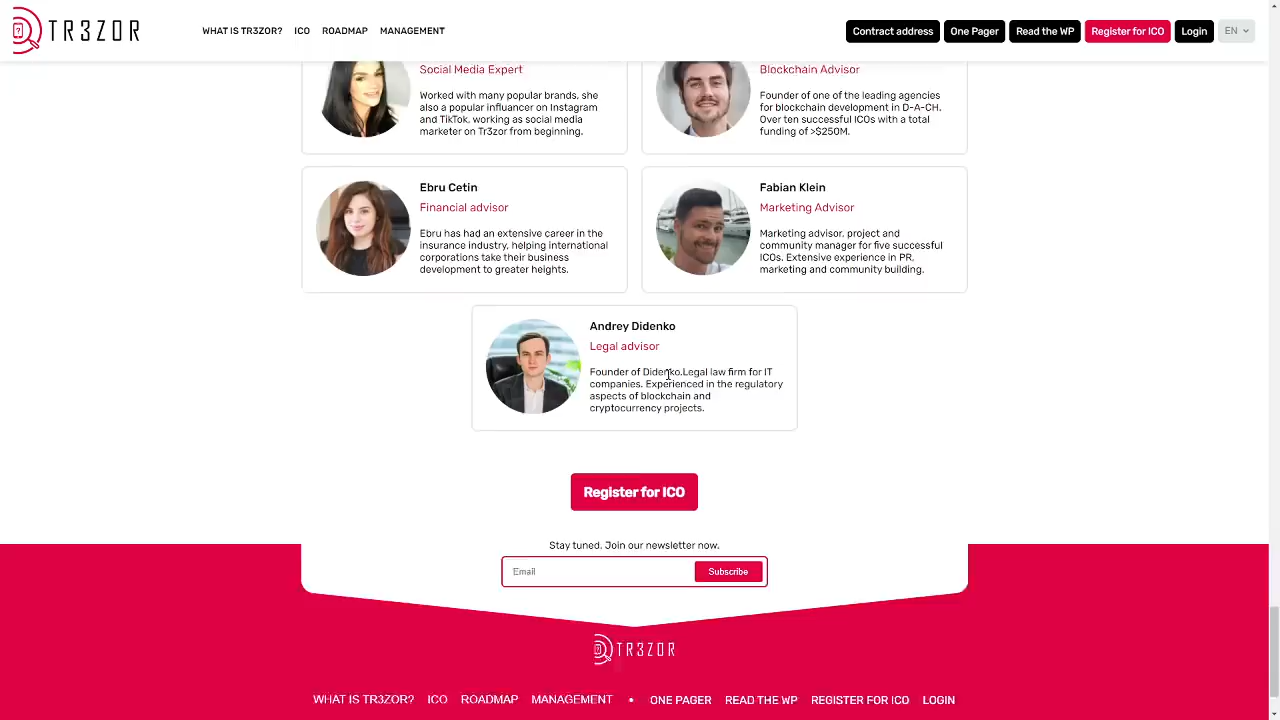 TR3ZOR
WHAT IS TR3ZOR? ICO ROADMAP MANAGEMENT
Contract address One Pager Read the WP Register for ICO Login EN
Social Media Expert
Worked with many popular brands, she
also a popular influancer on Instagram
and TikTok, working as social media
marketer on Tr3zor from beginning.
Blockchain Advisor
Founder of one of the leading agencies
for blockchain development in D-A-CH.
Over ten successful ICOs with a total
funding of >$250M.
Ebru Cetin
Financial advisor
Ebru has had an extensive career in the
insurance industry, helping international
corporations take their business
development to greater heights.
Fabian Klein
Marketing Advisor
Marketing advisor, project and
community manager for five successful
ICOs. Extensive experience in PR,
marketing and community building.
Andrey Didenko
Legal advisor
Founder of Didenko.Legal law firm for IT
companies. Experienced in the regulatory
aspects of blockchain and
cryptocurrency projects.
Register for ICO
Stay tuned. Join our newsletter now.
Email Subscribe
TR3ZOR
WHAT IS TR3ZOR? ICO ROADMAP MANAGEMENT • ONE PAGER READ THE WP REGISTER FOR ICO LOGIN